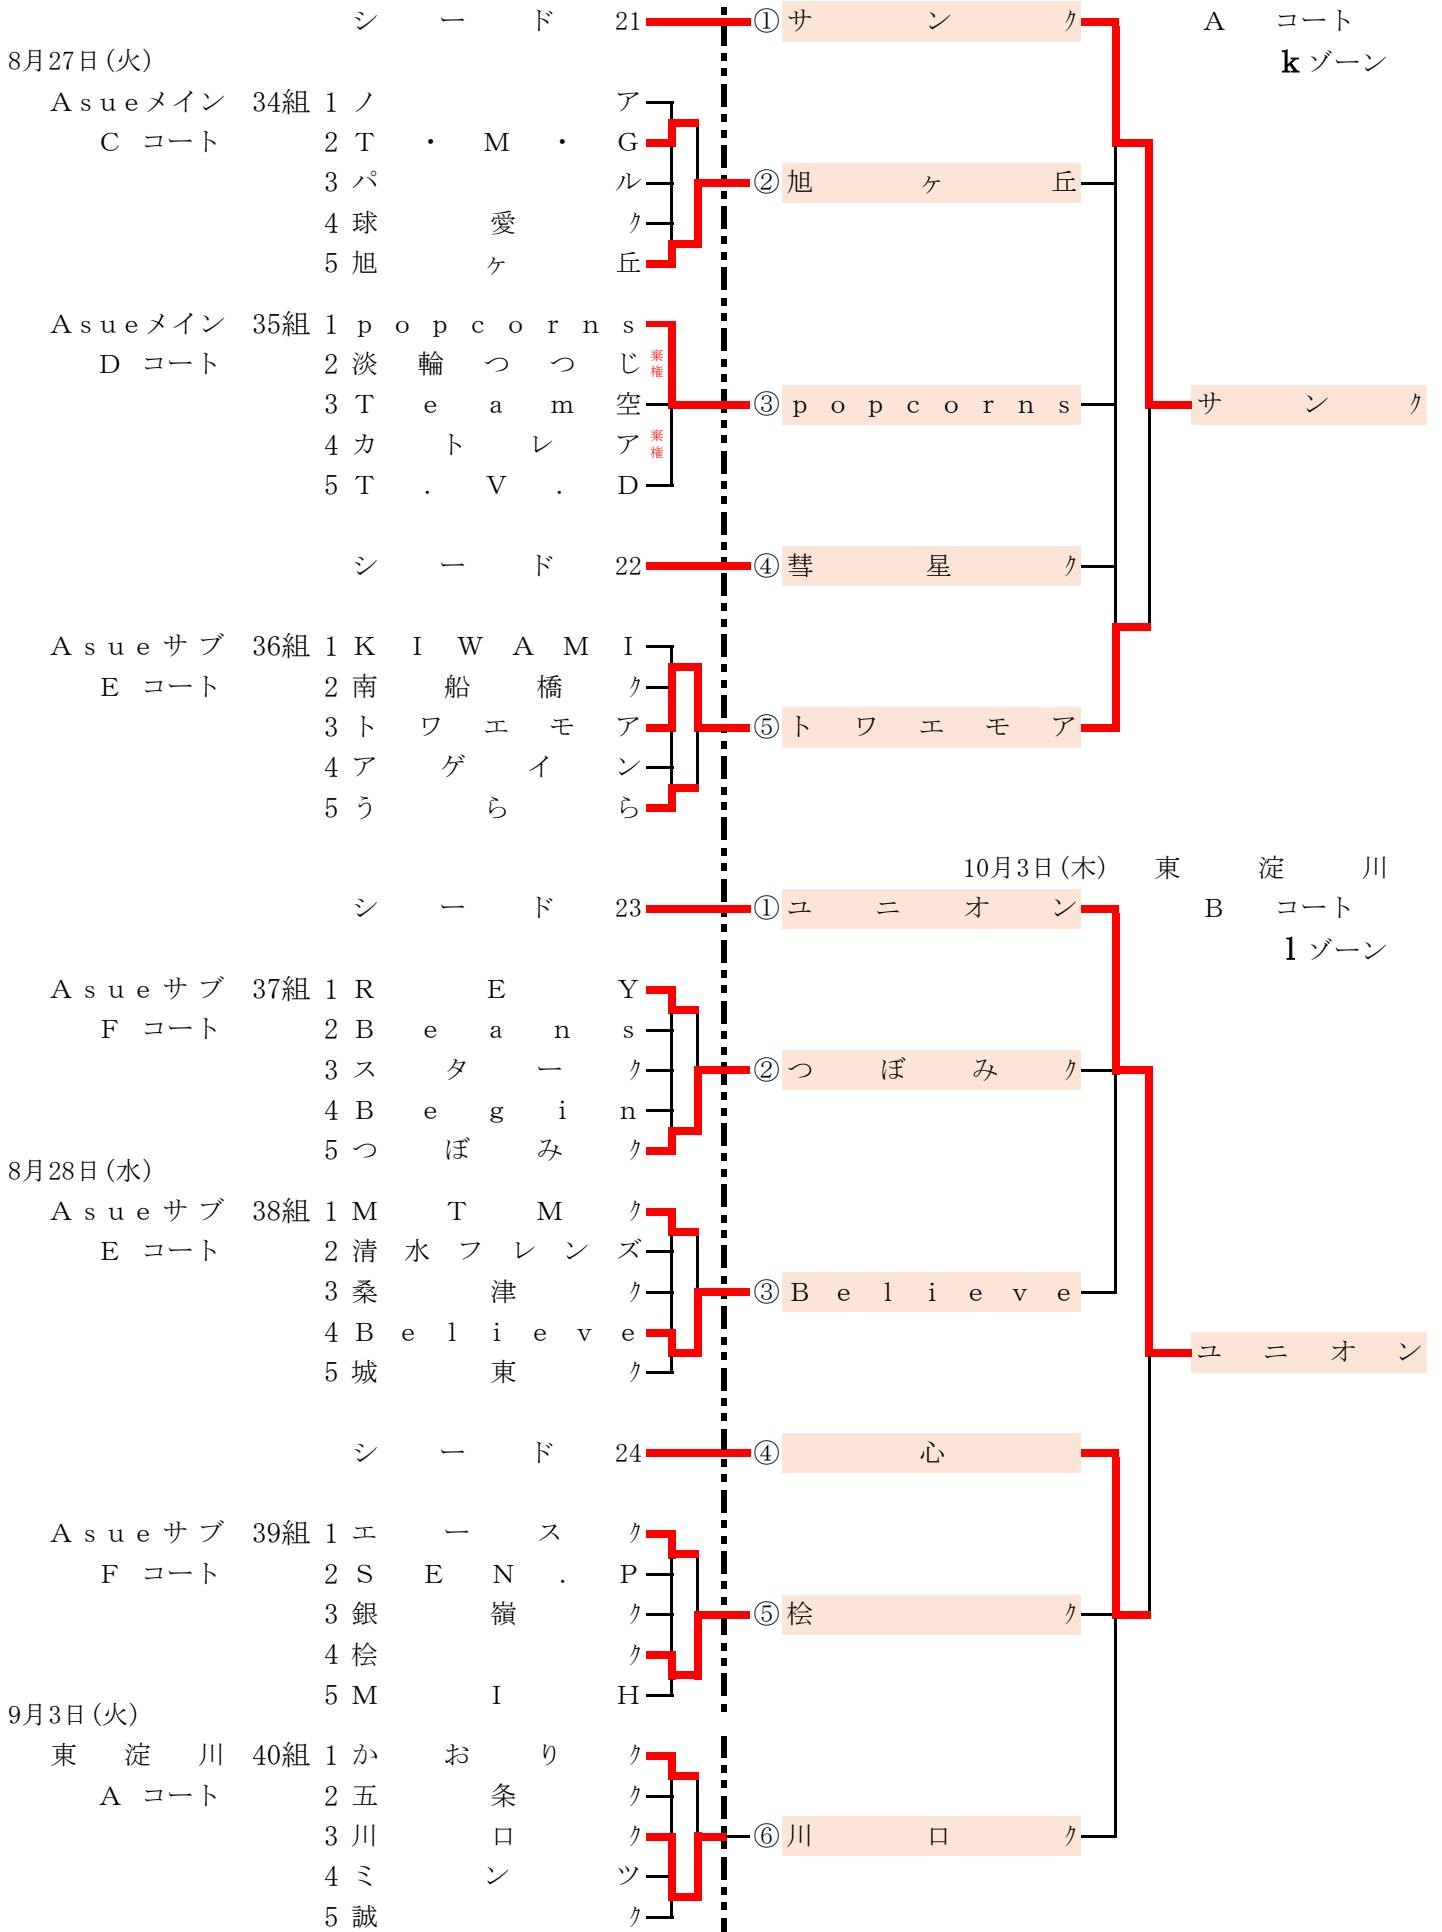 シード 21 ①サンク A コート
8月27日(火) k ゾーン
Asueメイン 34組 1 ノア
C コート 2 T・M・G
3 パル ②旭ヶ丘
4 球愛ク
5 旭ヶ丘
Asueメイン 35組 1 popcorns
D コート 2 淡輪つつじ 棄権
3 Team空 ③popcorns サンク
4 カトレア 棄権
5 T.V.D
シード 22 ④彗星ク
Asueサブ 36組 1 KIWAMI
E コート 2 南船橋ク
3 トワエモア ⑤トワエモア
4 アゲイン
5 うらら
10月3日(木) 東淀川
シード 23 ①ユニオン B コート
l ゾーン
Asueサブ 37組 1 REY
F コート 2 Beans
3 スターク ②つぼみク
4 Begin
5 つぼみク
8月28日(水)
Asueサブ 38組 1 MTMク
E コート 2 清水フレンズ
3 桑津ク ③Believe
4 Believe ユニオン
5 城東ク
シード 24 ④心
Asueサブ 39組 1 エースク
F コート 2 SEN.P
3 銀嶺ク ⑤桧ク
4 桧ク
5 MIH
9月3日(火)
東淀川 40組 1 かおりク
A コート 2 五条ク
3 川口ク ⑥川口ク
4 ミンツ
5 誠ク